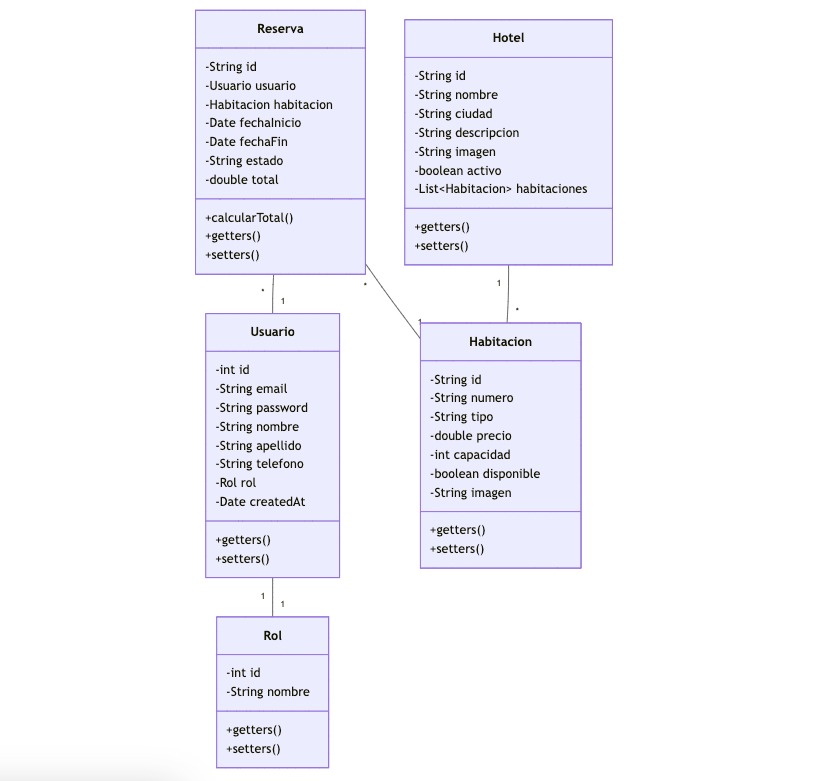 Reserva
-String id
-Usuario usuario
-Habitacion habitacion
-Date fechaInicio
-Date fechaFin
-String estado
-double total
+calcularTotal()
+getters()
+setters()
Hotel
-String id
-String nombre
-String ciudad
-String descripcion
-String imagen
-boolean activo
-List<Habitacion> habitaciones
+getters()
+setters()
*
1
*
1
1
*
Usuario
-int id
-String email
-String password
-String nombre
-String apellido
-String telefono
-Rol rol
-Date createdAt
+getters()
+setters()
Habitacion
-String id
-String numero
-String tipo
-double precio
-int capacidad
-boolean disponible
-String imagen
+getters()
+setters()
1
1
Rol
-int id
-String nombre
+getters()
+setters()